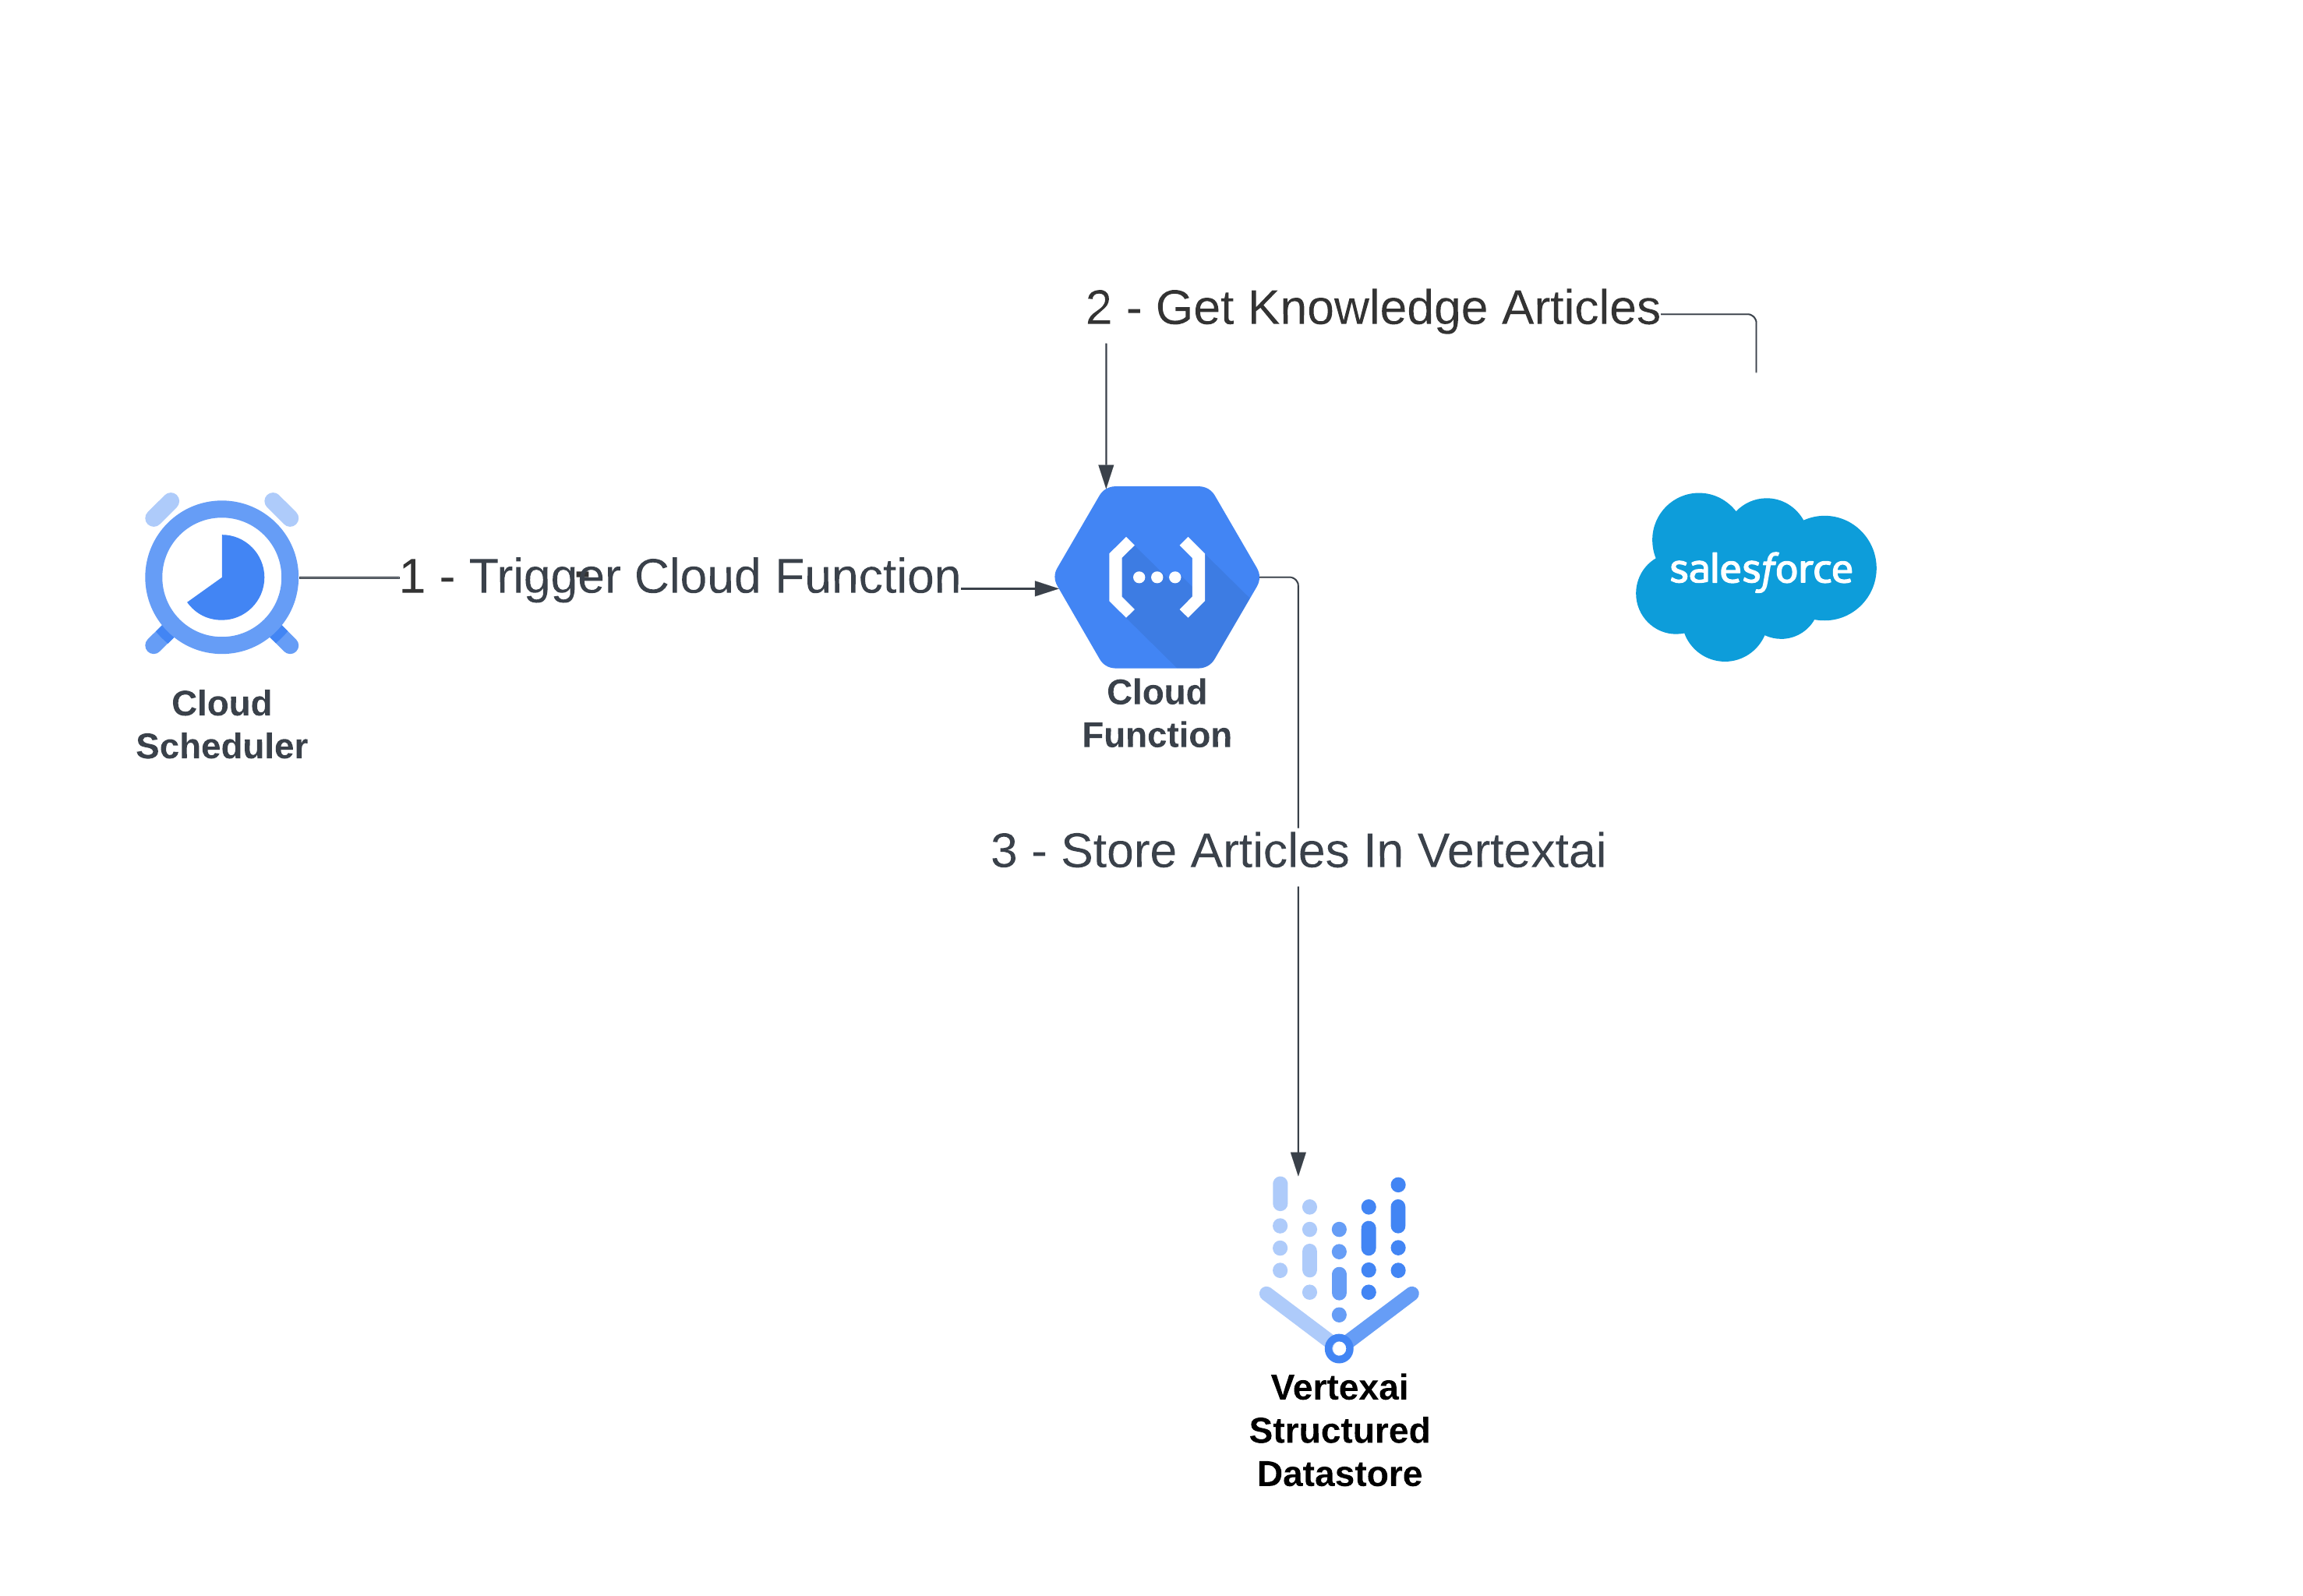 2 - Get Knowledge Articles
1 - Trigger Cloud Function
salesforce
Cloud
Scheduler
Cloud
Function
3 - Store Articles In Vertextai
Vertexai
Structured
Datastore